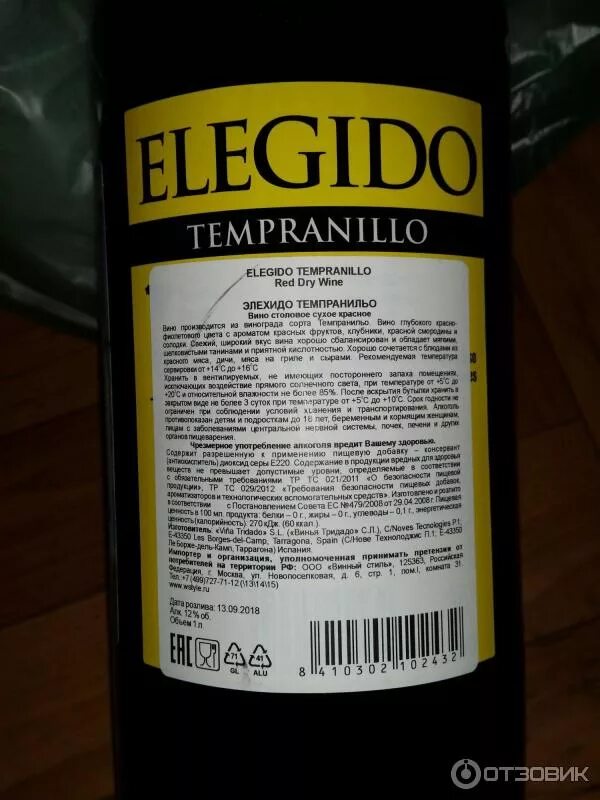 ELEGIDO
TEMPRANILLO
ELEGIDO TEMPRANILLO
Red Dry Wine
ЭЛЕХИДО ТЕМПРАНИЛЬО
Вино столовое сухое красное
Вино производится из винограда сорта Темпранильо. Вино глубокого красно-
фиолетового цвета с ароматом красных фруктов, клубники, красной смородины и
солодки. Свежий, широкий вкус вина хорошо сбалансирован и обладает мягкими,
шелковистыми танинами и приятной кислотностью. Хорошо сочетается с блюдами из
красного мяса, дичи, мяса на гриле и сырами. Рекомендуемая температура
сервировки от +14°С до +16°С
Хранить в вентилируемых, не имеющих постороннего запаха помещениях,
исключающих воздействие прямого солнечного света, при температуре от +5°С до
+20°С и относительной влажности не более 85%. После вскрытия бутылки хранить в
закрытом виде не более 3 суток при температуре от +5°С до +10°С. Срок годности не
ограничен при соблюдении условий хранения и транспортирования. Алкоголь
противопоказан детям и подросткам до 18 лет, беременным и кормящим женщинам,
лицам с заболеваниями центральной нервной системы, почек, печени и других
органов пищеварения.
Чрезмерное употребление алкоголя вредит Вашему здоровью.
Содержит разрешенную к применению пищевую добавку – консервант
(антиокислитель) диоксид серы Е220. Содержание в продукции вредных для здоровья
веществ не превышает допустимые уровни, определяемые в соответствии
с обязательными требованиями ТР ТС 021/2011 «О безопасности пищевой
продукции», ТР ТС 029/2012 «Требования безопасности пищевых добавок,
ароматизаторов и технологических вспомогательных средств». Изготовлено и розлито
в соответствии с Постановлением Совета ЕС №479/2008 от 29.04.2008 г. Пищевая
ценность в 100 мл. продукта: белки – 0 г., жиры – 0 г., углеводы – 0,1 г., энергетическая
ценность(калорийность): 270 кДж. (60 ккал.)
Изготовитель: «Viña Tridado» S.L. («Винья Тридадо» С.Л.), C/Noves Tecnologies P.1,
E-43350 Les Borges-del-Camp, Tarragona, Spain (С/Нове Технолоджис П.1, Е-43350
Ле Борже-дель-Камп, Таррагона) Испания.
Импортер и организация, уполномоченная принимать претензии от
потребителей на территории РФ: ООО «Винный стиль», 125363, Российская
Федерация, г. Москва, ул. Новопоселковая, д. 6, стр. 1, пом.I, комната 31.
Тел. +7 (499)727-71-12 (\13\14\15)
www.wstyle.ru
Дата розлива: 13.09.2018
Алк. 12 % об.
Объём 1 л.
EAC
71
GL
41
ALU
8 410302 102432
ОТЗОВИК